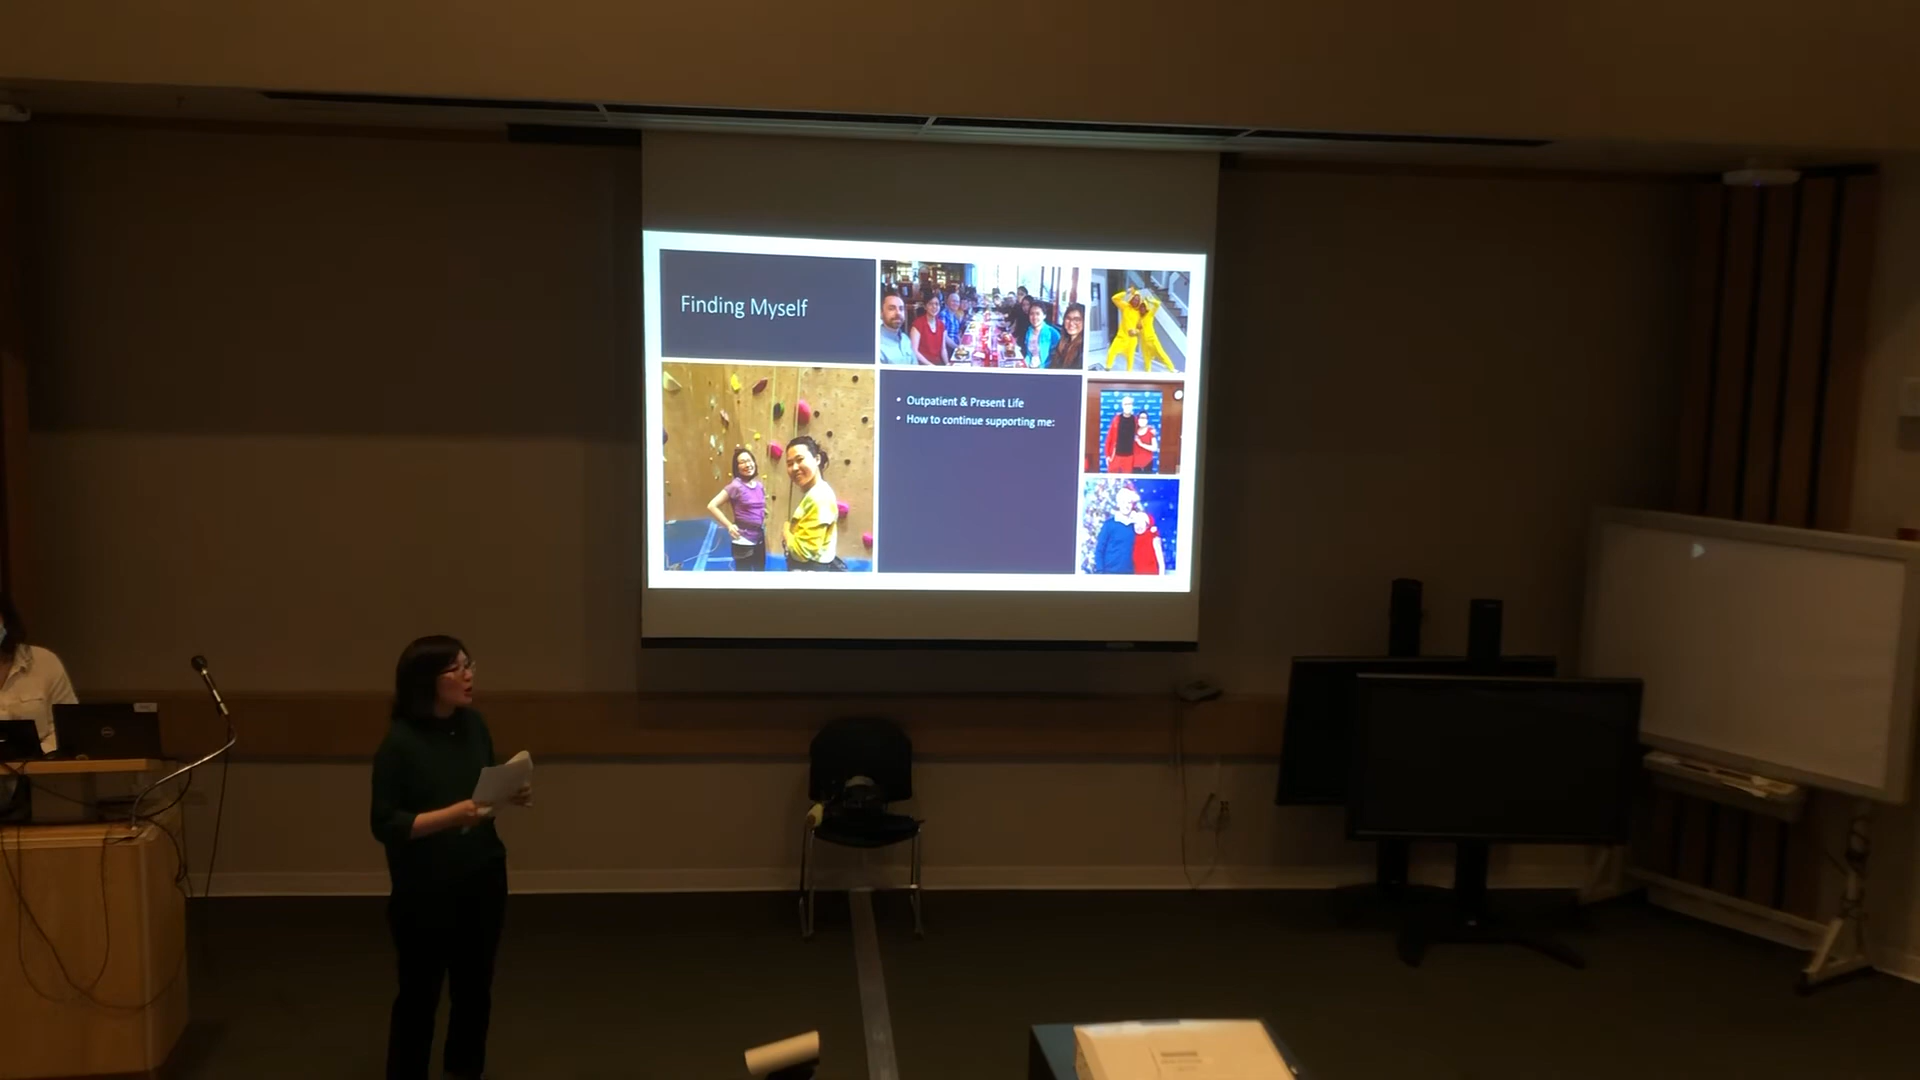 Finding Myself
• Outpatient & Present Life
• How to continue supporting me: